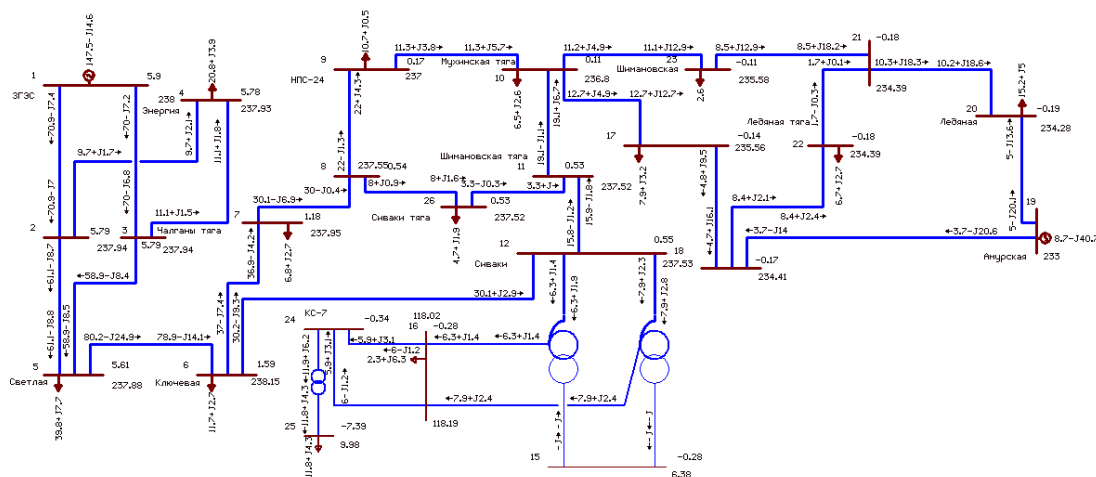 147.5-J14.6
1
ЗГЭС
5.9
238
-70.9-J7.4
-70-J7.2
4
Энергия
20.8+J3.9
5.78
237.93
9.7+J2.1
11.1+J1.8
9.7+J1.7
-70.9-J7
-70-J6.8
11.1+J1.5
2
5.79
237.94
3
Чалганы тяга
5.79
237.94
-61.1-J8.7
-58.9-J8.4
-61.1-J8.8
-58.9-J8.5
5
Светлая
5.61
237.88
39.8+J7.7
80.2-J24.9
78.9-J14.1
6
Ключевая
1.59
238.15
11.7+J2.7
37-J7.4
30.2-J9.3
36.9-J4.2
7
1.18
237.95
6.8+J2.7
30.1-J6.9
30-J0.4
30.1+J2.9
8
237.55
0.54
22-J1.3
22+J4.3
9
НПС-24
10.7+J0.5
0.17
237
8+J0.9
8+J1.6
26
Сиваки тяга
0.53
237.52
4.7+J1.9
3.3-J0.3
3.3+J
11.3+J3.8
11.3+J5.7
Мухинская тяга
10
0.11
236.8
6.5+J2.6
19.1+J6.7
19.1-J1.1
Шимановская тяга
11
0.53
237.52
15.9-J1.8
15.8-J1.2
12
Сиваки
0.55
18
237.53
11.2+J4.9
11.1+J12.9
23
Шимановская
-0.11
235.58
2.6
12.7+J4.9
12.7+J12.7
17
-0.14
235.56
7.9+J3.2
-4.8+J9.5
-4.7+J16.1
8.5+J12.9
8.5+J18.2
21
-0.18
234.39
1.7+J0.1
1.7-J0.3
10.3+J18.3
10.2+J18.6
Ледяная тяга
22
-0.18
234.39
6.7+J2.7
8.4+J2.1
8.4+J2.4
20
Ледяная
15.2+J5
-0.19
234.28
5-J13.6
5-J20.1
19
Амурская
8.7-J40.7
233
-3.7-J14
-3.7-J20.6
-0.17
234.41
6.3+J1.4
6.3+J1.9
7.9+J2.3
7.9+J2.8
КС-7
24
-0.34
118.02
16
-0.28
-5.9+J3.1
-6.3+J1.4
-6.3+J1.4
-6-J1.2
2.3+J6.3
5.9+J3.1
6-J1.2
11.9+J6.2
11.8+J4.3
25
-7.39
9.98
11.8+J4.3
-7.9+J2.4
-7.9+J2.4
118.19
15
-0.28
6.38